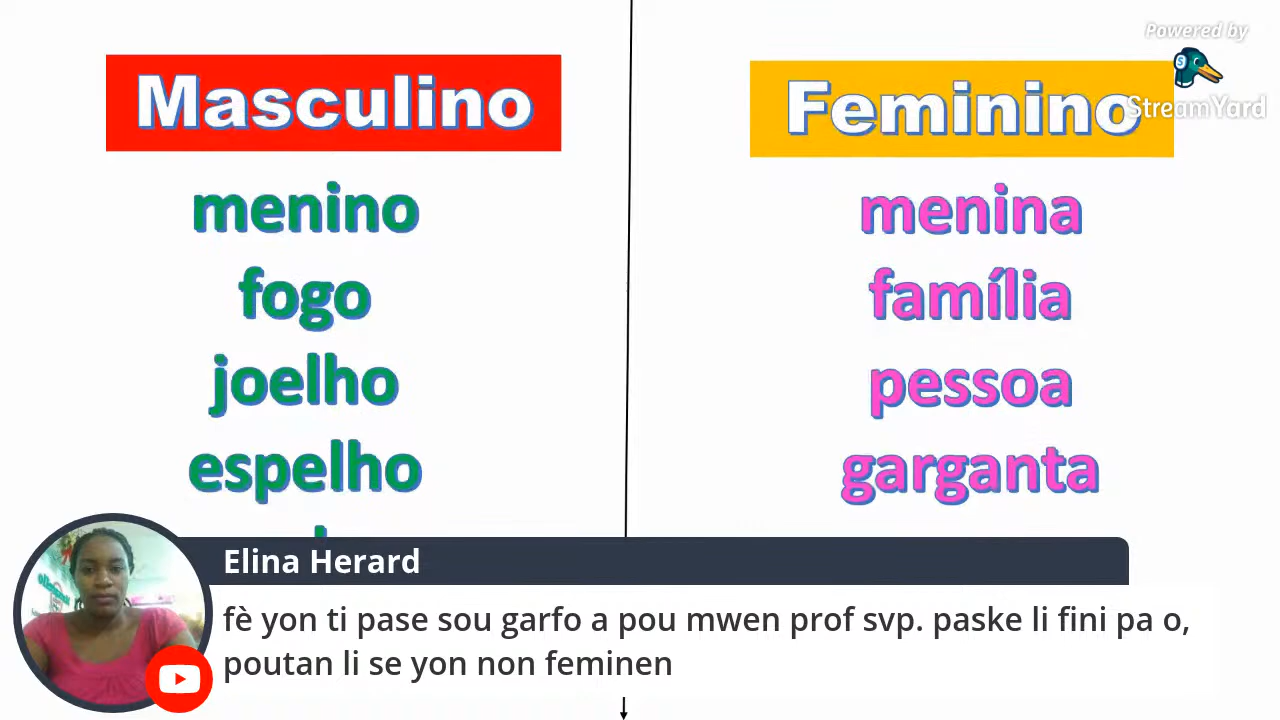 Powered by
StreamYard
Masculino
Feminino
menino
menina
fogo
família
joelho
pessoa
espelho
garganta
Elina Herard
fè yon ti pase sou garfo a pou mwen prof svp. paske li fini pa o,
poutan li se yon non feminen